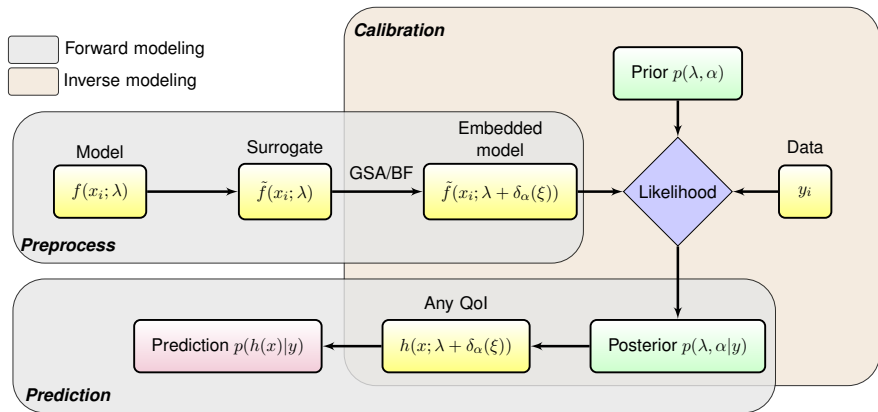 Forward modeling
Inverse modeling
Calibration
Prior p(λ, α)
Model
Surrogate
Embedded
model
Data
f(x_i; λ)
f̃(x_i; λ)
GSA/BF
f̃(x_i; λ + δ_α(ξ))
Likelihood
y_i
Preprocess
Any QoI
Prediction p(h(x)|y)
h(x; λ + δ_α(ξ))
Posterior p(λ, α|y)
Prediction